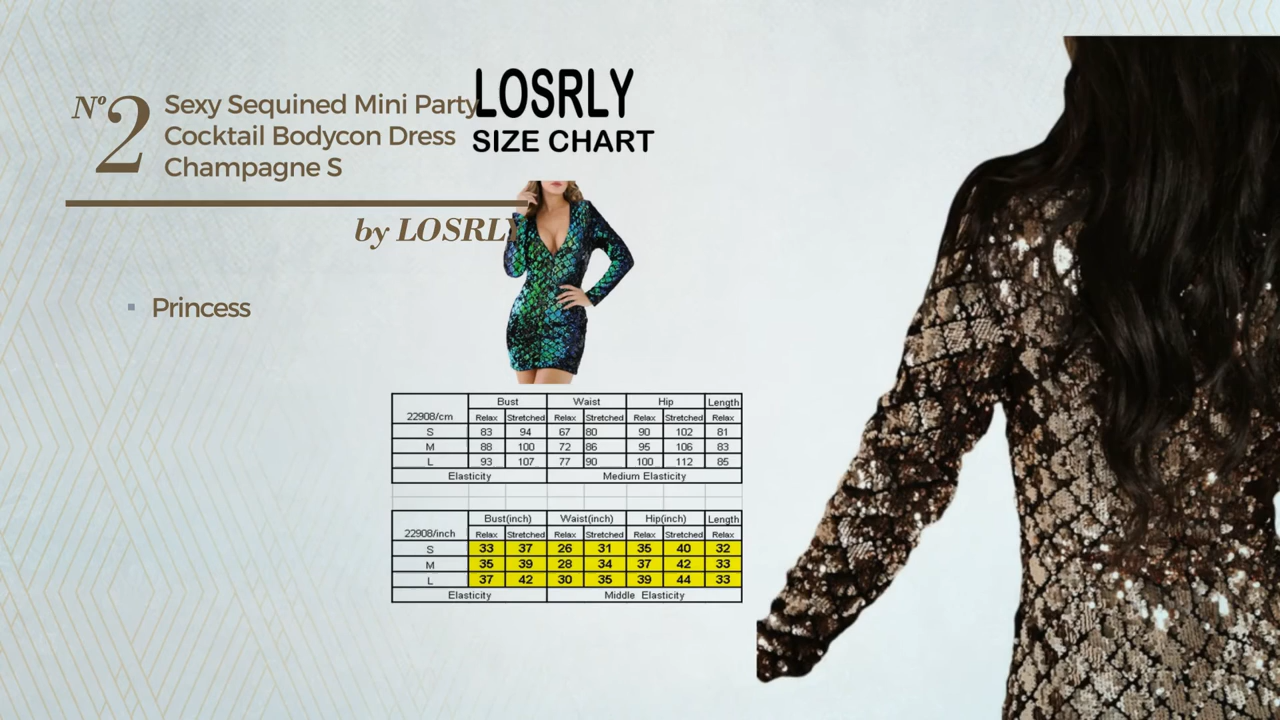 Nº 2
Sexy Sequined Mini Party
Cocktail Bodycon Dress
Champagne S
by LOSRLY
Princess
LOSRLY
SIZE CHART
22908/cm Bust Waist Hip Length
Relax Stretched Relax Stretched Relax Stretched Relax
S 83 94 67 80 90 102 81
M 88 100 72 86 95 106 83
L 93 107 77 90 100 112 85
Elasticity Medium Elasticity
22908/inch Bust(inch) Waist(inch) Hip(inch) Length
Relax Stretched Relax Stretched Relax Stretched Relax
S 33 37 26 31 35 40 32
M 35 39 28 34 37 42 33
L 37 42 30 35 39 44 33
Elasticity Middle Elasticity